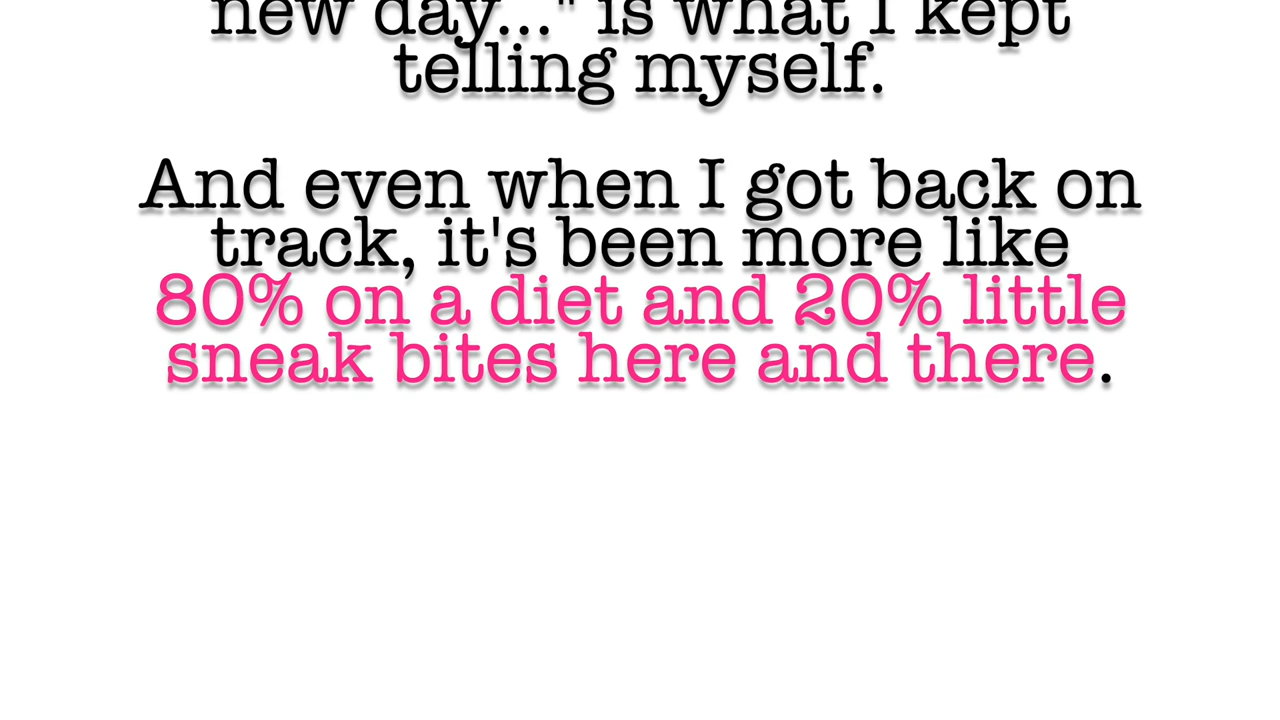 new day..." is what I kept
telling myself.
And even when I got back on
track, it's been more like
80% on a diet and 20% little
sneak bites here and there.